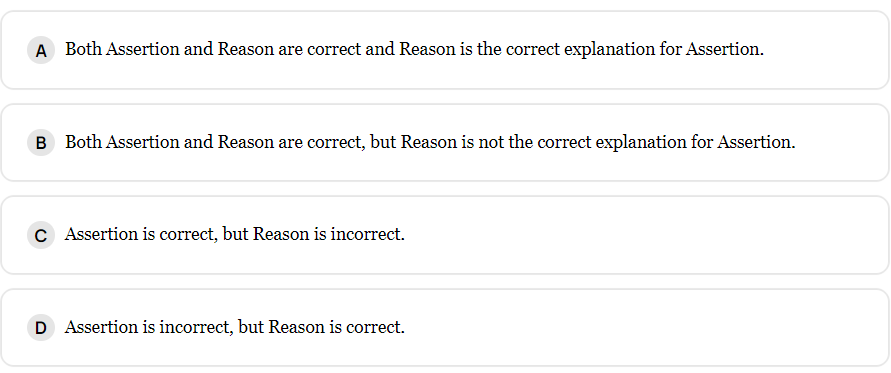 A Both Assertion and Reason are correct and Reason is the correct explanation for Assertion.
B Both Assertion and Reason are correct, but Reason is not the correct explanation for Assertion.
C Assertion is correct, but Reason is incorrect.
D Assertion is incorrect, but Reason is correct.